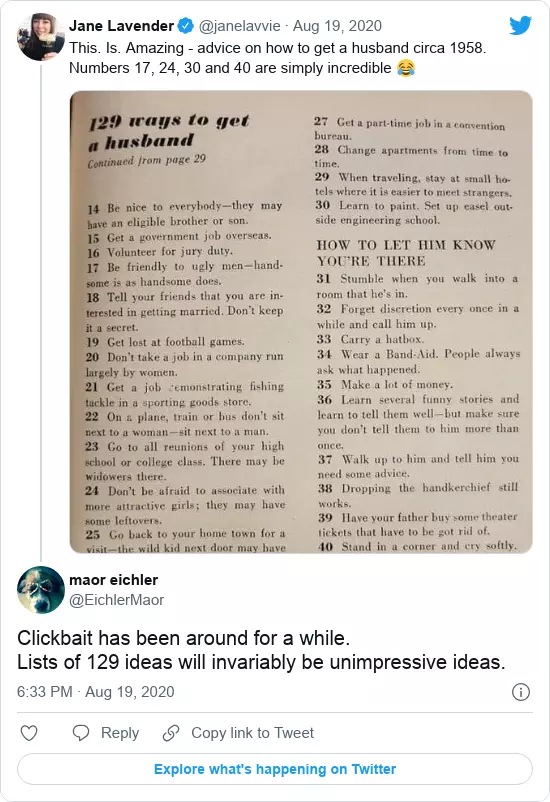 Jane Lavender @janelavvie · Aug 19, 2020
This. Is. Amazing - advice on how to get a husband circa 1958.
Numbers 17, 24, 30 and 40 are simply incredible 😂
129 ways to get
a husband
Continued from page 29
14 Be nice to everybody—they may
have an eligible brother or son.
15 Get a government job overseas.
16 Volunteer for jury duty.
17 Be friendly to ugly men—hand-
some is as handsome does.
18 Tell your friends that you are in-
terested in getting married. Don't keep
it a secret.
19 Get lost at football games.
20 Don't take a job in a company run
largely by women.
21 Get a job demonstrating fishing
tackle in a sporting goods store.
22 On a plane, train or bus don't sit
next to a woman—sit next to a man.
23 Go to all reunions of your high
school or college class. There may be
widowers there.
24 Don't be afraid to associate with
more attractive girls; they may have
some leftovers.
25 Go back to your home town for a
visit—the wild kid next door may have
27 Get a part-time job in a convention
bureau.
28 Change apartments from time to
time.
29 When traveling, stay at small ho-
tels where it is easier to meet strangers.
30 Learn to paint. Set up easel out-
side engineering school.
HOW TO LET HIM KNOW
YOU'RE THERE
31 Stumble when you walk into a
room that he's in.
32 Forget discretion every once in a
while and call him up.
33 Carry a hatbox.
34 Wear a Band-Aid. People always
ask what happened.
35 Make a lot of money.
36 Learn several funny stories and
learn to tell them well—but make sure
you don't tell them to him more than
once.
37 Walk up to him and tell him you
need some advice.
38 Dropping the handkerchief still
works.
39 Have your father buy some theater
tickets that have to be got rid of.
40 Stand in a corner and cry softly.
maor eichler
@EichlerMaor
Clickbait has been around for a while.
Lists of 129 ideas will invariably be unimpressive ideas.
6:33 PM · Aug 19, 2020
Reply
Copy link to Tweet
Explore what's happening on Twitter